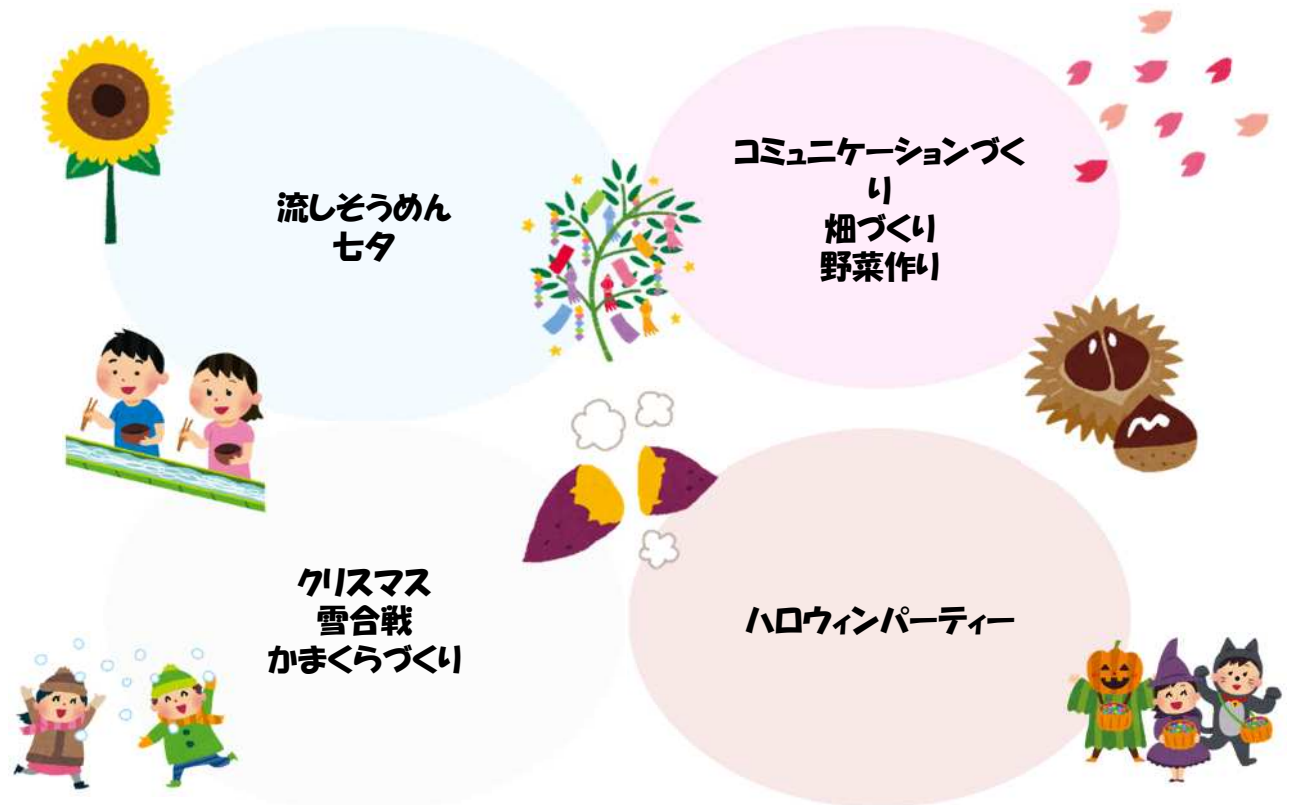 流しそうめん
七夕
コミュニケーションづく
り
畑づくり
野菜作り
クリスマス
雪合戦
かまくらづくり
ハロウィンパーティー